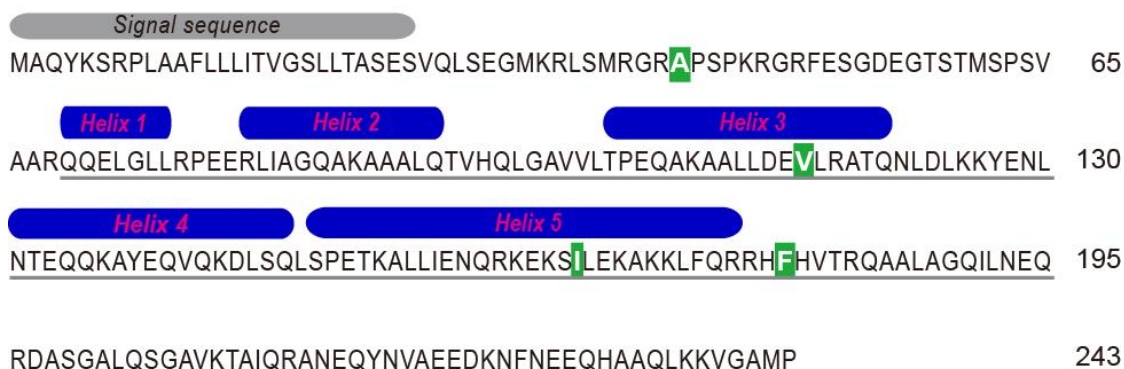 Signal sequence
MAQYKSRPLAAFLLLITVGSLLTASESVQLSEGMKRLSMRGRAPSPKRGRFESGDEGTSTMSPSV 65
Helix 1 Helix 2 Helix 3
AARQQELGLLRPEERLIAGQAKAAALQTVHQLGAVVLTPEQAKAALLDEVLRATQNLDLKKYENL 130
Helix 4 Helix 5
NTEQQKAYEQVQKDLSQLSPETKALLIENQRKEKSILEKAKKLFQRRHFHVTRQAALAGQILNEQ 195
RDASGALQSGAVKTAIQRANEQYNVAEEDKNFNEEQHAAQLKKVGAMP 243